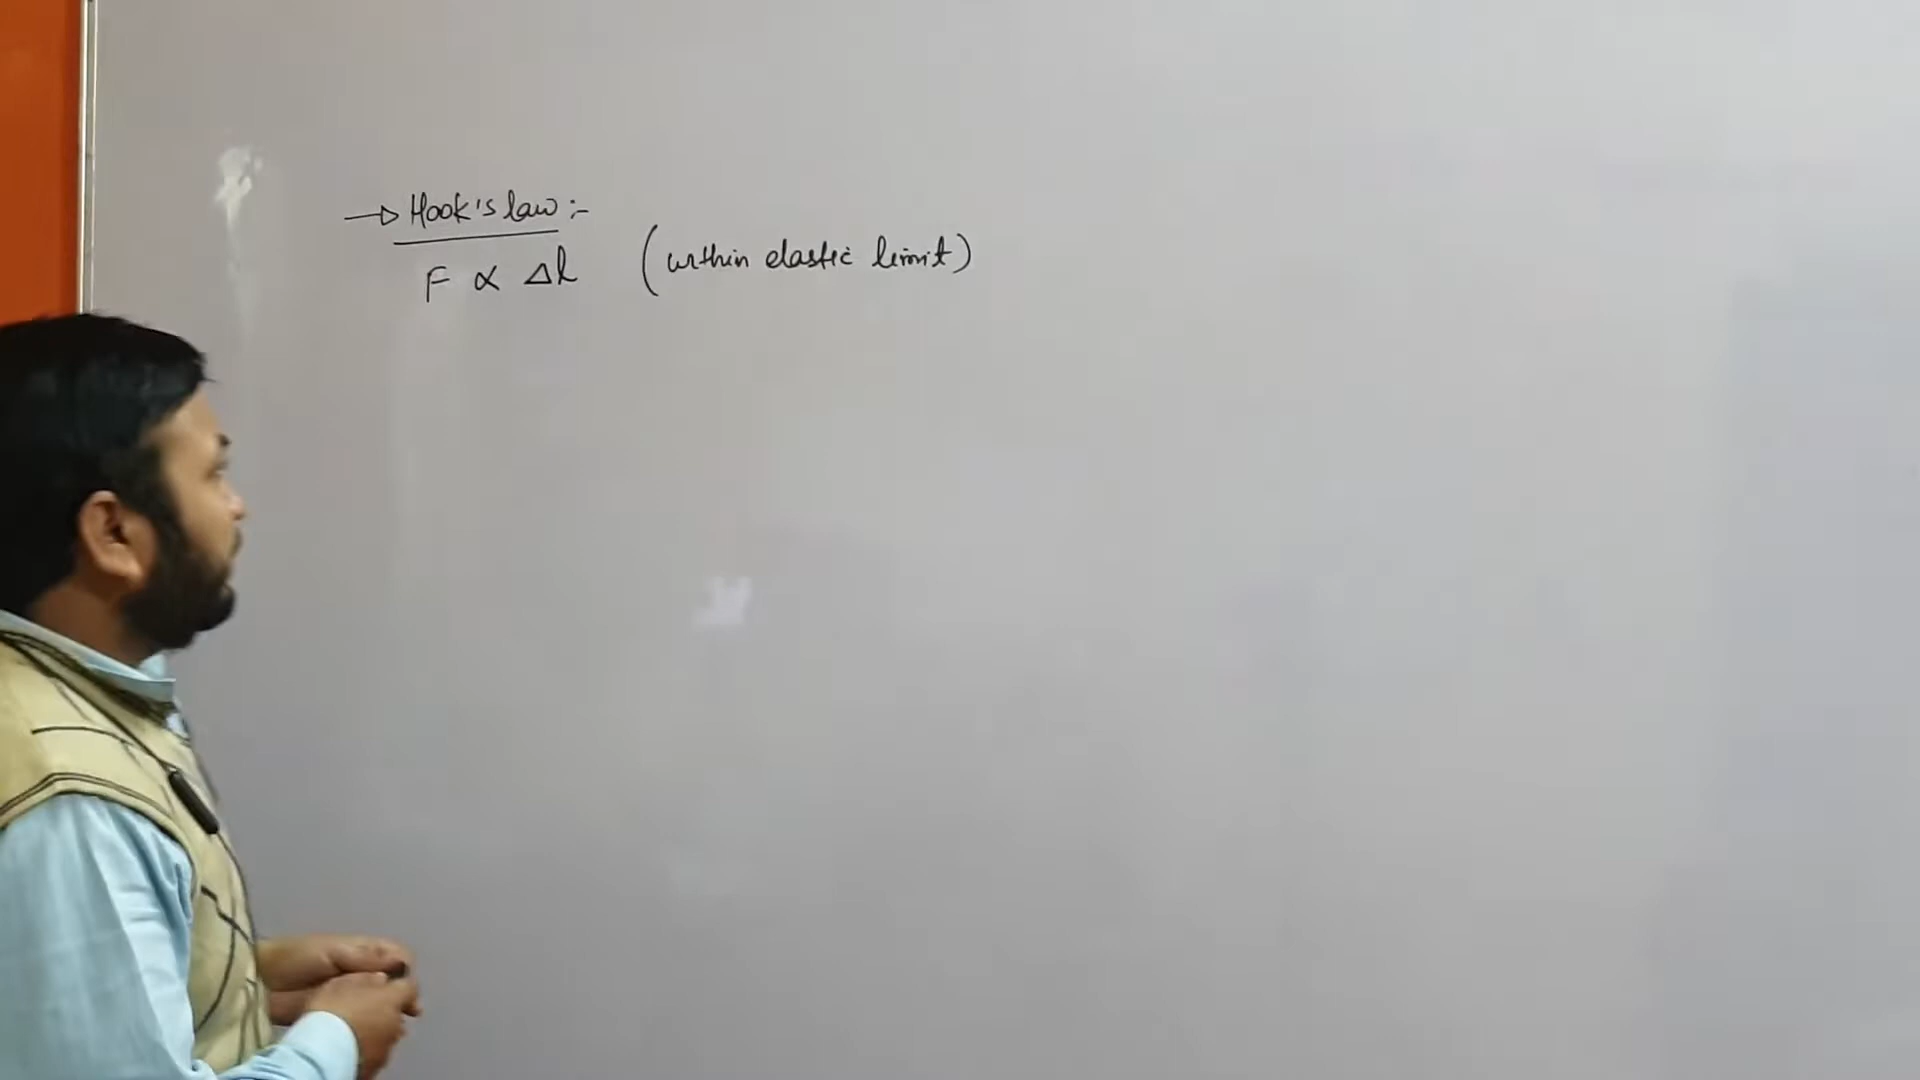 → Hook's law :-
F ∝ Δl (within elastic limit)